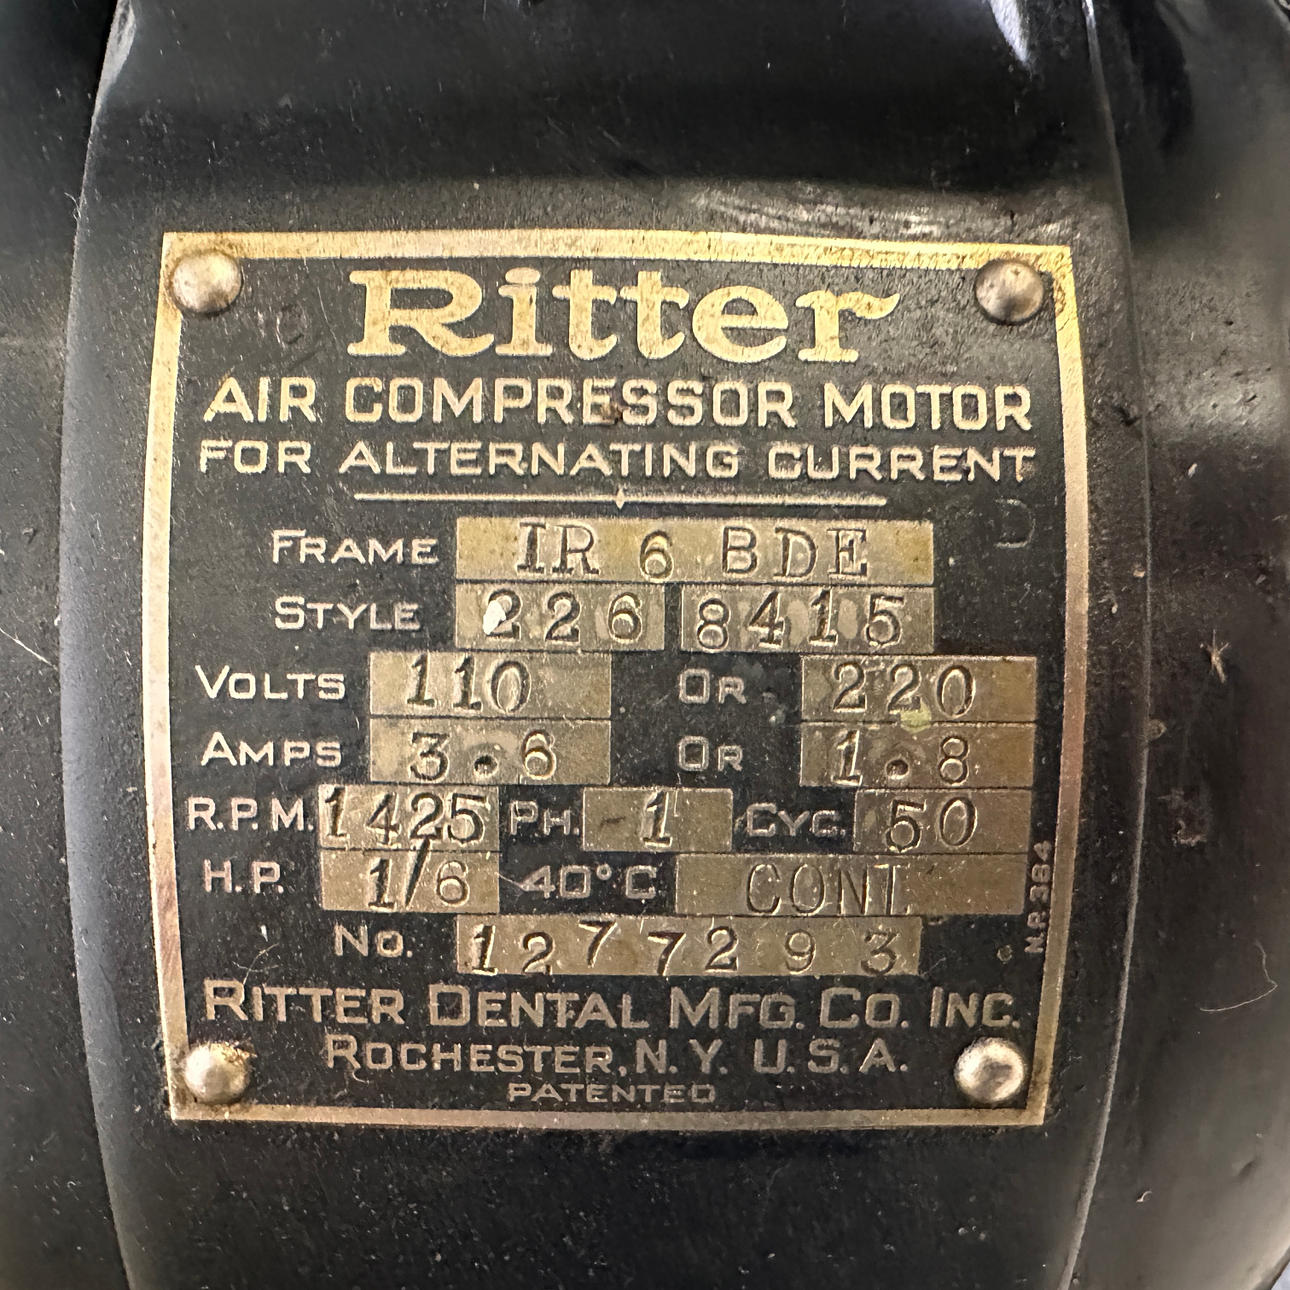 Ritter
AIR COMPRESSOR MOTOR
FOR ALTERNATING CURRENT
D
FRAME IR 6 BDE
STYLE 226 8415
VOLTS 110 OR 220
AMPS 3.6 OR 1.8
R.P.M. 1425 PH. 1 CYC. 50
H.P. 1/6 40°C CONT
No. 1277293
N.P. 384
RITTER DENTAL MFG. CO. INC.
ROCHESTER, N.Y. U.S.A.
PATENTED